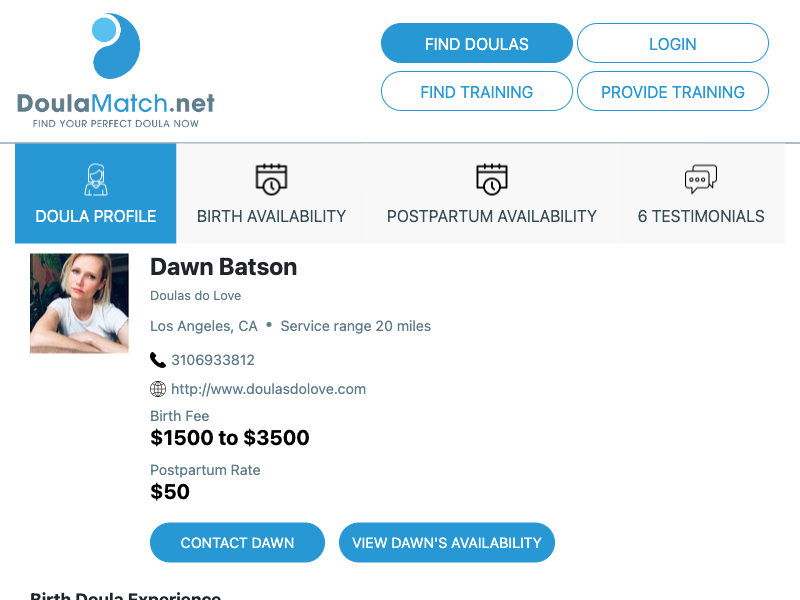 DoulaMatch.net
FIND YOUR PERFECT DOULA NOW
FIND DOULAS
LOGIN
FIND TRAINING
PROVIDE TRAINING
DOULA PROFILE
BIRTH AVAILABILITY
POSTPARTUM AVAILABILITY
6 TESTIMONIALS
Dawn Batson
Doulas do Love
Los Angeles, CA • Service range 20 miles
3106933812
http://www.doulasdolove.com
Birth Fee
$1500 to $3500
Postpartum Rate
$50
CONTACT DAWN
VIEW DAWN'S AVAILABILITY
Birth Doula Experience